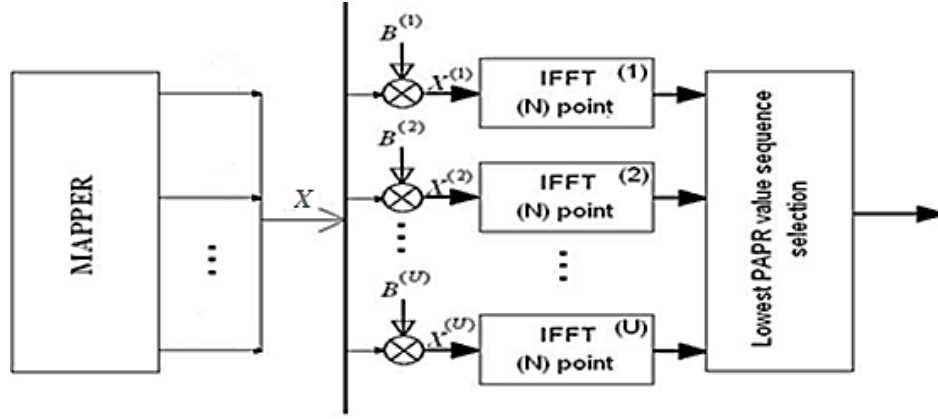 MAPPER
X
B^(1)
X^(1)
IFFT (1)
(N) point
B^(2)
X^(2)
IFFT (2)
(N) point
B^(U)
X^(U)
IFFT (U)
(N) point
Lowest PAPR value sequence
selection